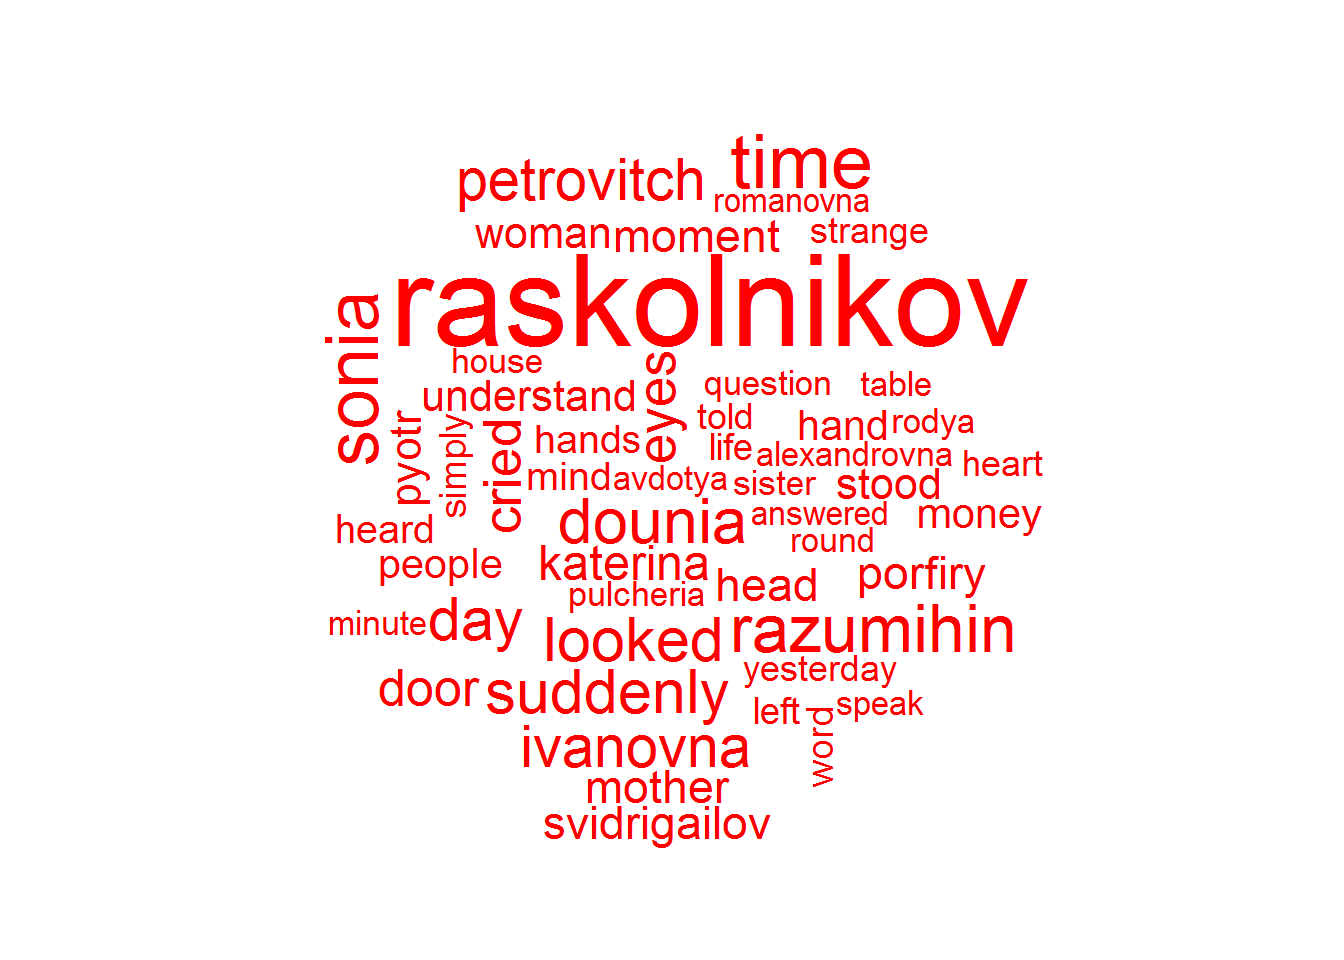 petrovitch time
romanovna
woman moment strange
raskolnikov
sonia
house
understand eyes question table
told hand rodya
pyotr simply cried hands life alexandrovna heart
mind avdotya sister stood
heard dounia answered money
round
people katerina head porfiry
pulcheria
minute day looked razumihin
yesterday
door suddenly left speak
word
ivanovna
mother
svidrigailov